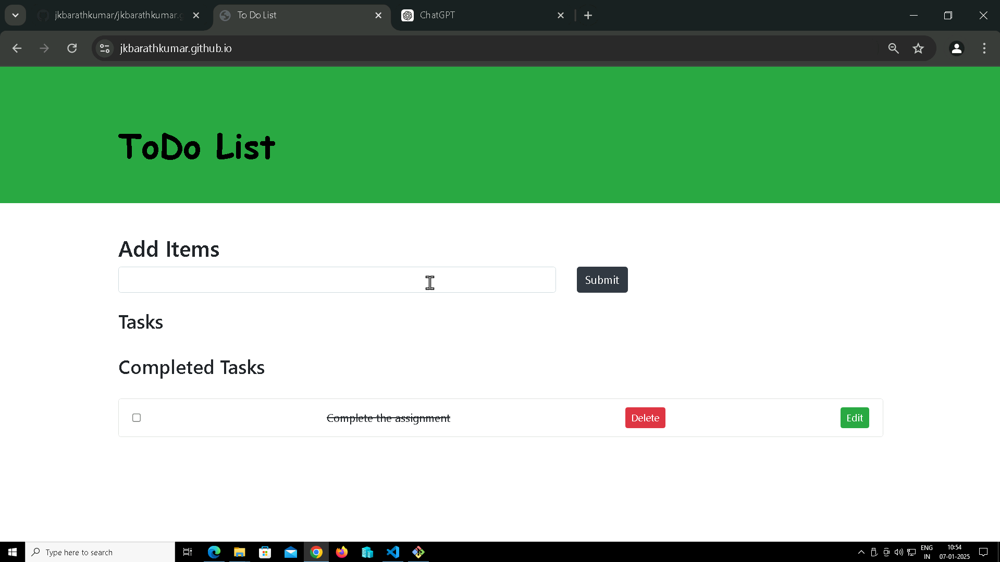 jkbarathkumar/jkbarathkumar.g
To Do List
ChatGPT
jkbarathkumar.github.io
ToDo List
Add Items
Submit
Tasks
Completed Tasks
Complete the assignment
Delete
Edit
Type here to search
ENG
IN
10:54
07-01-2025